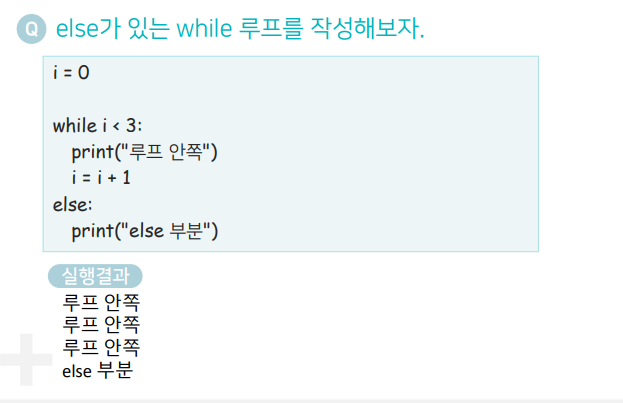 Q else가 있는 while 루프를 작성해보자.
i = 0
while i < 3:
print("루프 안쪽")
i = i + 1
else:
print("else 부분")
실행결과
루프 안쪽
루프 안쪽
루프 안쪽
else 부분